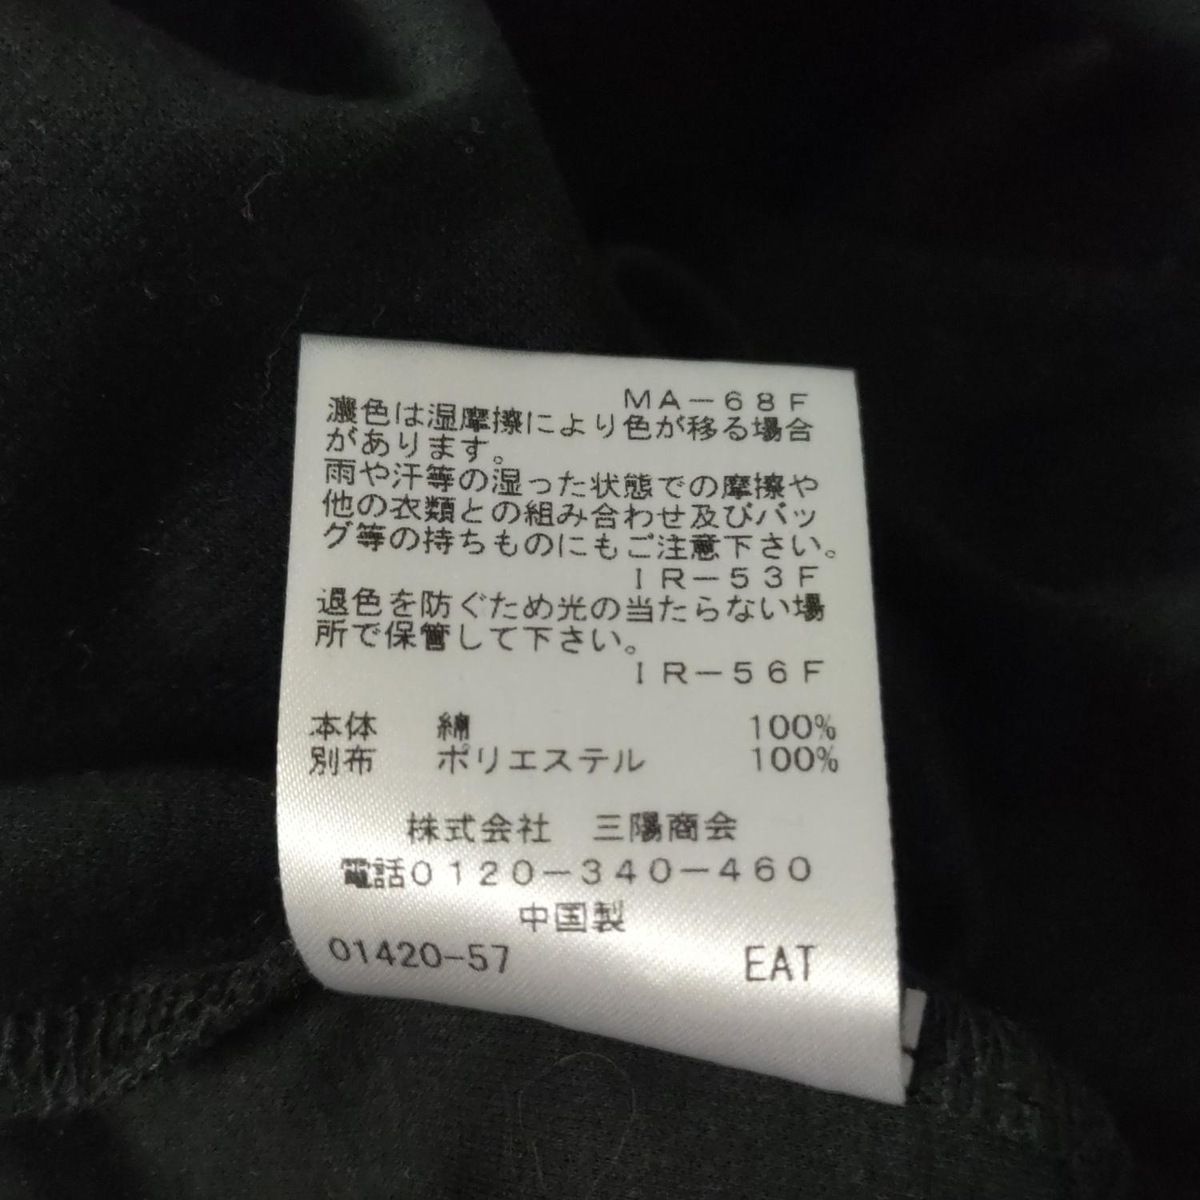 MA-68F
濃色は湿摩擦により色が移る場合
があります。
雨や汗等の湿った状態での摩擦や
他の衣類との組み合わせ及びバッ
グ等の持ちものにもご注意下さい。
IR-53F
退色を防ぐため光の当たらない場
所で保管して下さい。
IR-56F
本体 綿 100%
別布 ポリエステル 100%
株式会社 三陽商会
電話0120-340-460
中国製
01420-57 EAT